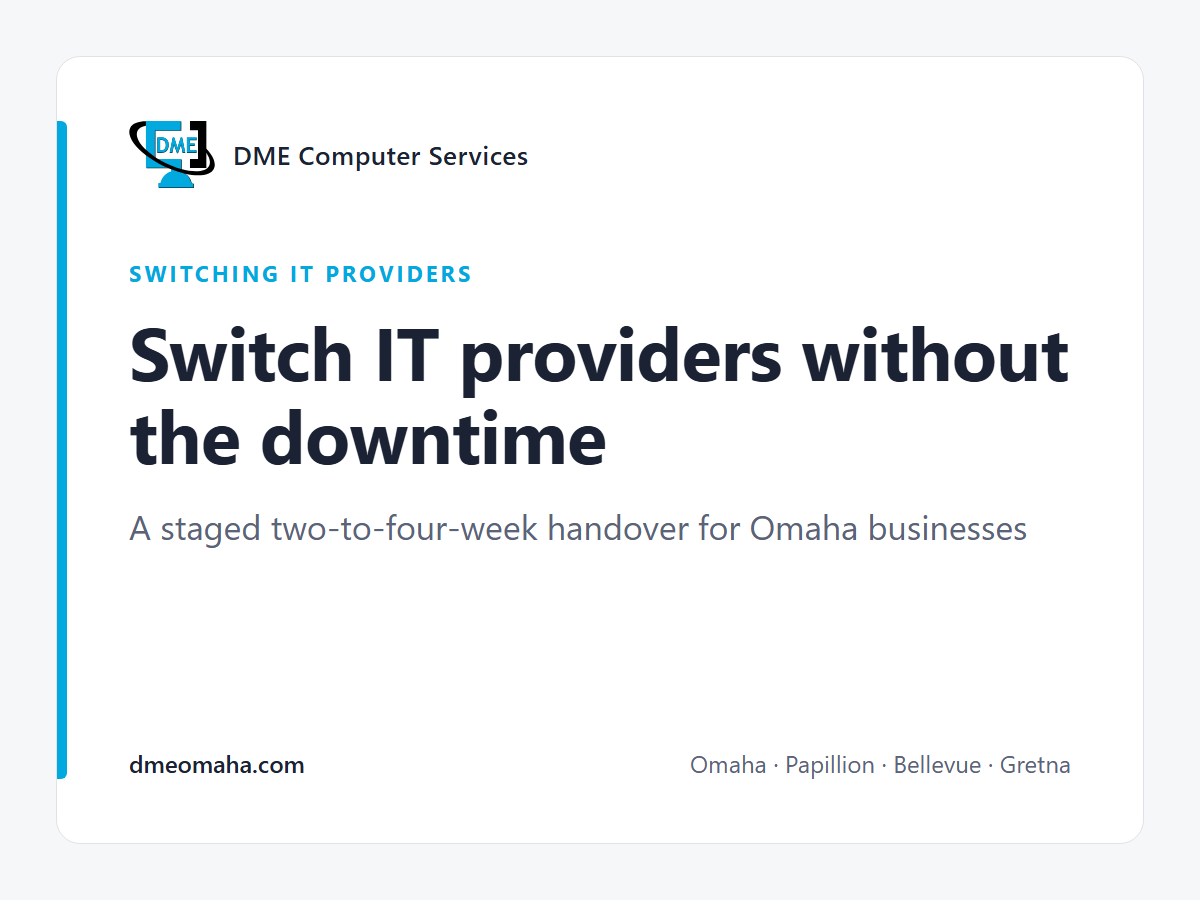 DME
DME Computer Services
SWITCHING IT PROVIDERS
Switch IT providers without
the downtime
A staged two-to-four-week handover for Omaha businesses
dmeomaha.com
Omaha · Papillion · Bellevue · Gretna